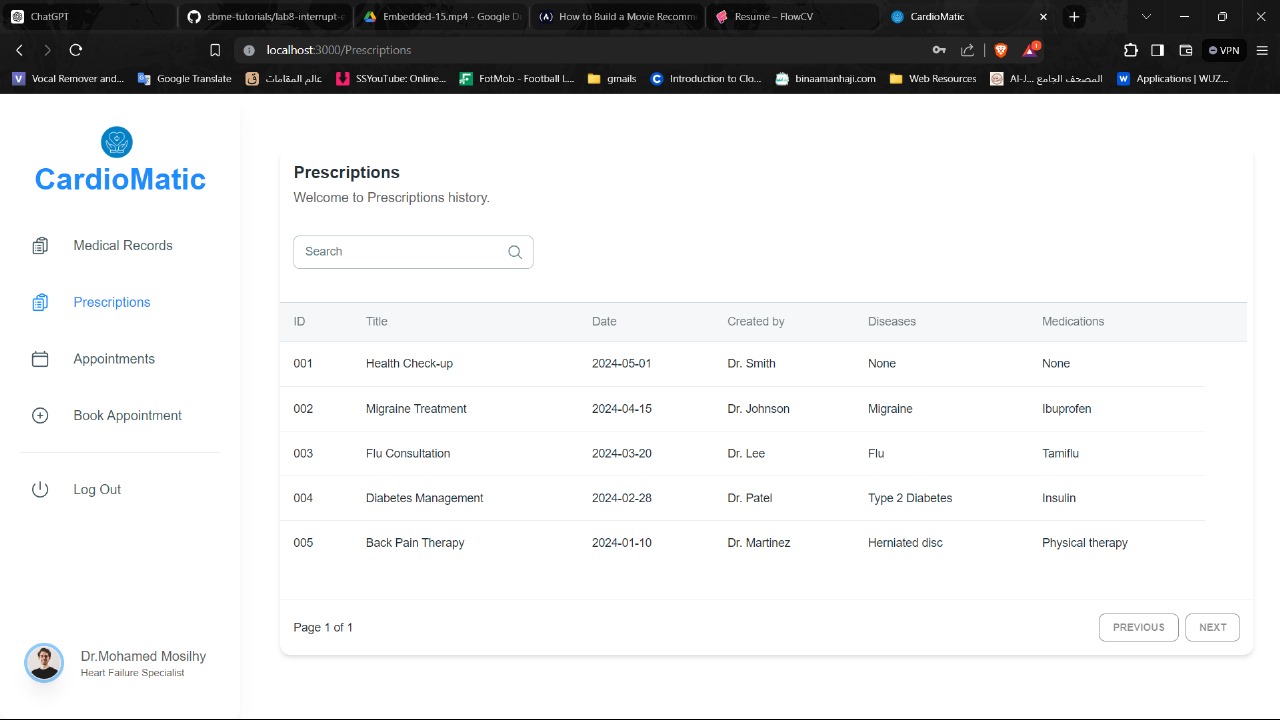 ChatGPT
sbme-tutorials/lab8-interrupt-e
Embedded-15.mp4 - Google D
How to Build a Movie Recomm
Resume – FlowCV
CardioMatic
localhost:3000/Prescriptions
1
VPN
Vocal Remover and...
Google Translate
عالم المقامات
SSYouTube: Online...
FotMob - Football L...
gmails
Introduction to Clo...
binaamanhaji.com
Web Resources
Al-J... المصحف الجامع
Applications | WUZ...
CardioMatic
Medical Records
Prescriptions
Appointments
Book Appointment
Log Out
Dr.Mohamed Mosilhy
Heart Failure Specialist
Prescriptions
Welcome to Prescriptions history.
Search
ID Title Date Created by Diseases Medications
001 Health Check-up 2024-05-01 Dr. Smith None None
002 Migraine Treatment 2024-04-15 Dr. Johnson Migraine Ibuprofen
003 Flu Consultation 2024-03-20 Dr. Lee Flu Tamiflu
004 Diabetes Management 2024-02-28 Dr. Patel Type 2 Diabetes Insulin
005 Back Pain Therapy 2024-01-10 Dr. Martinez Herniated disc Physical therapy
Page 1 of 1
PREVIOUS NEXT